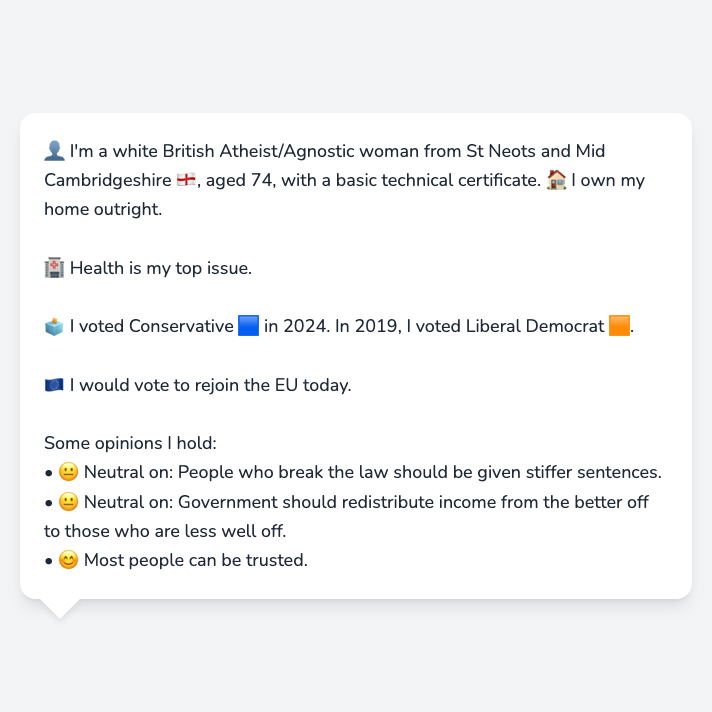 👤 I'm a white British Atheist/Agnostic woman from St Neots and Mid
Cambridgeshire 🏴󠁧󠁢󠁥󠁮󠁧󠁿, aged 74, with a basic technical certificate. 🏠 I own my
home outright.
🏥 Health is my top issue.
🗳️ I voted Conservative 🟦 in 2024. In 2019, I voted Liberal Democrat 🟧.
🇪🇺 I would vote to rejoin the EU today.
Some opinions I hold:
• 😐 Neutral on: People who break the law should be given stiffer sentences.
• 😐 Neutral on: Government should redistribute income from the better off
to those who are less well off.
• 😊 Most people can be trusted.